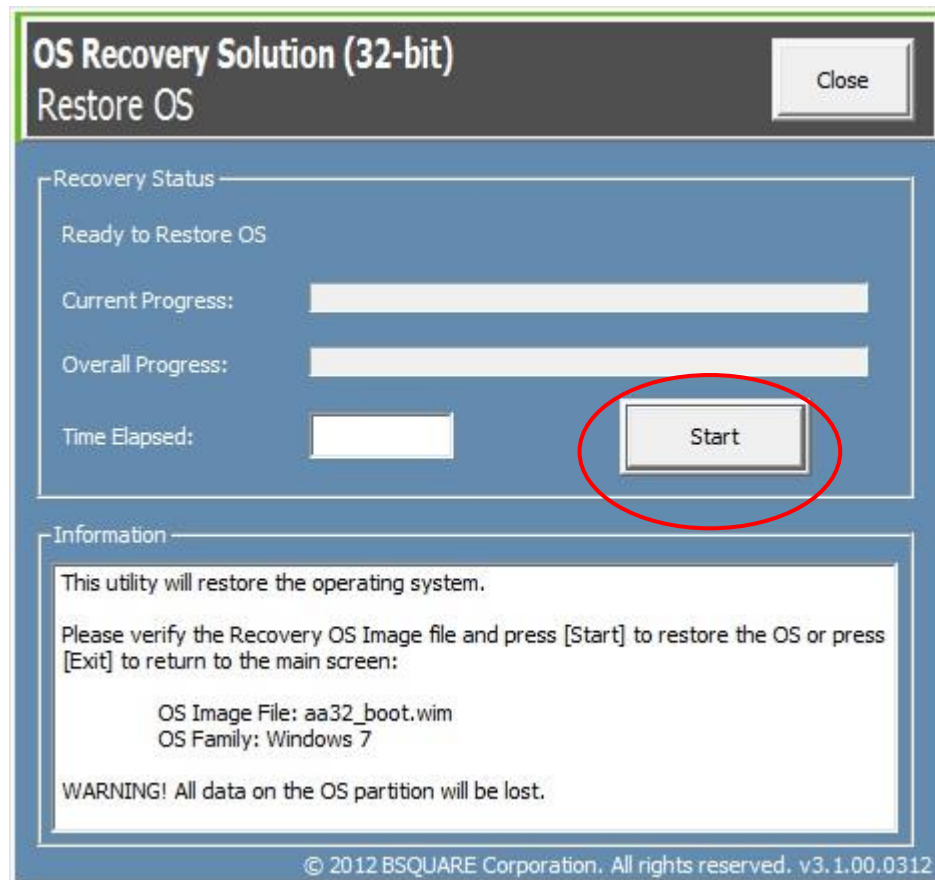 OS Recovery Solution (32-bit)
Restore OS
Close
Recovery Status
Ready to Restore OS
Current Progress:
Overall Progress:
Time Elapsed:
Start
Information
This utility will restore the operating system.
Please verify the Recovery OS Image file and press [Start] to restore the OS or press
[Exit] to return to the main screen:
OS Image File: aa32_boot.wim
OS Family: Windows 7
WARNING! All data on the OS partition will be lost.
© 2012 BSQUARE Corporation. All rights reserved. v3.1.00.0312